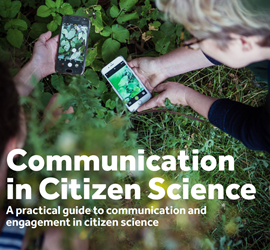 Communication
in Citizen Science
A practical guide to communication and
engagement in citizen science